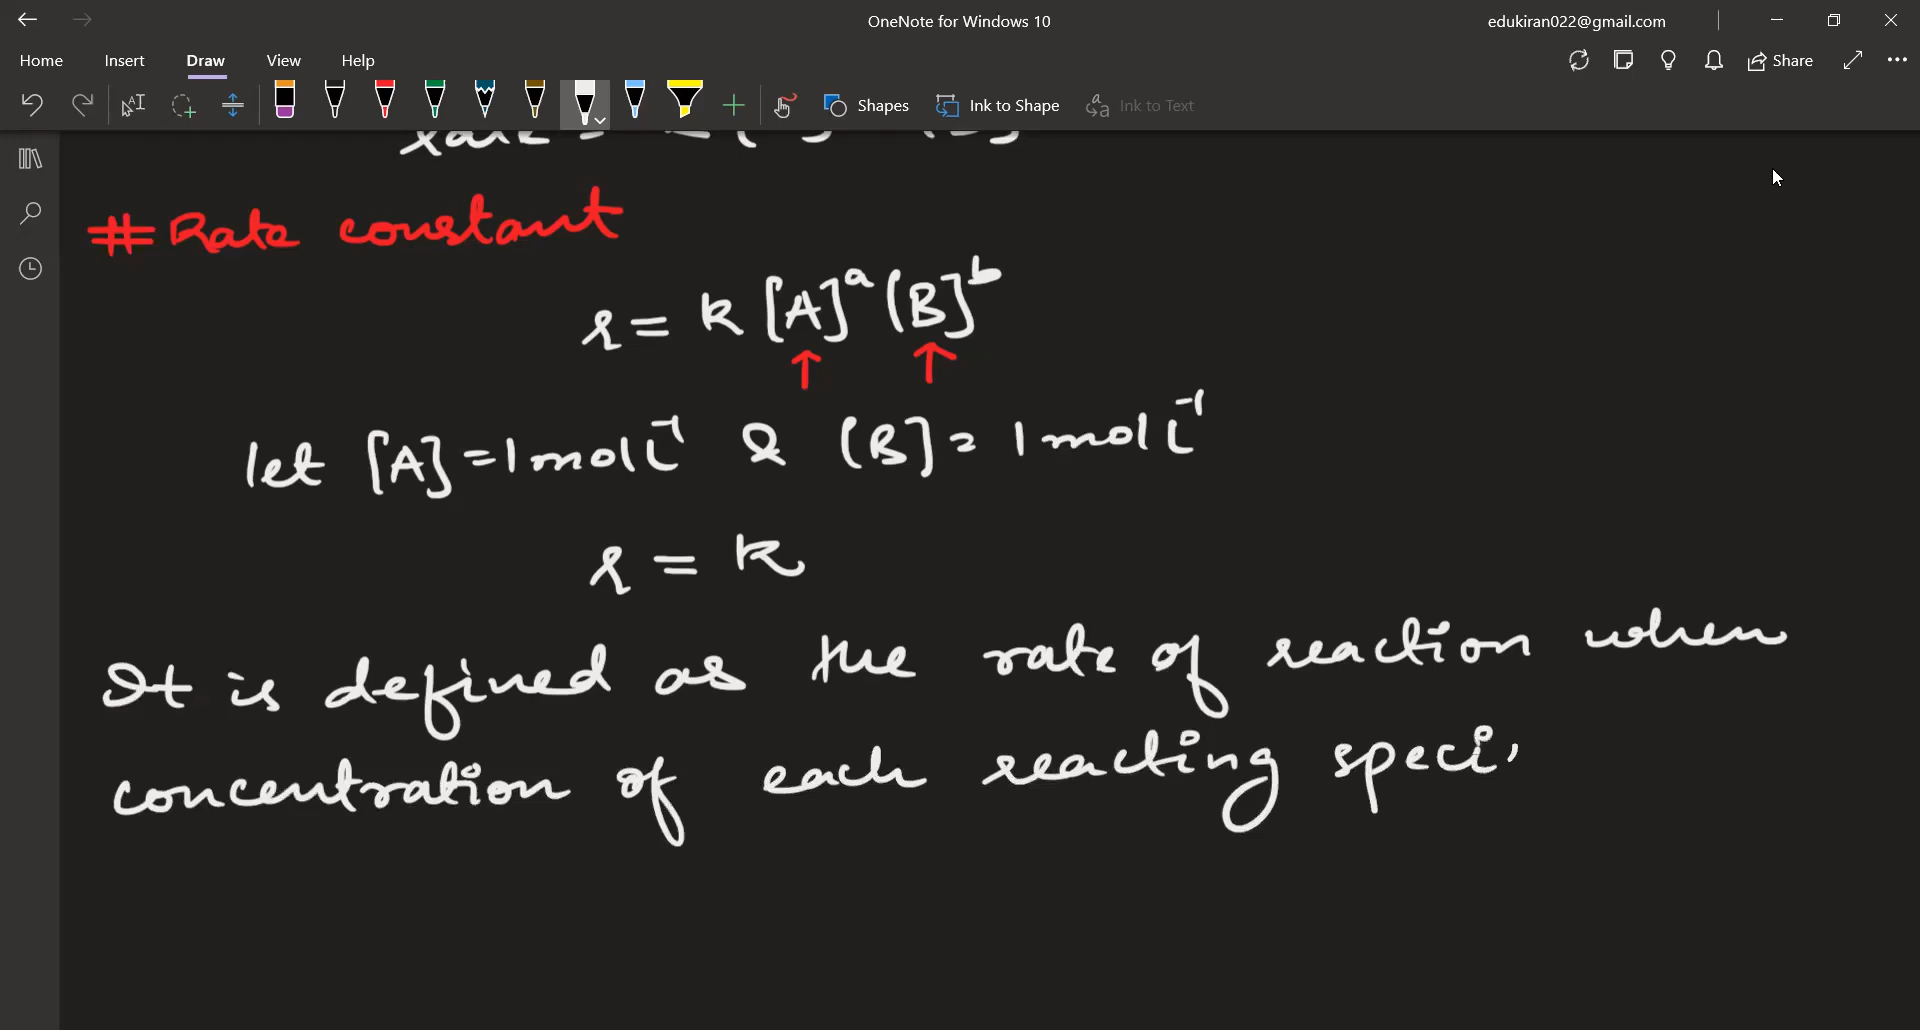 OneNote for Windows 10
edukiran022@gmail.com
Home Insert Draw View Help
Share
Shapes Ink to Shape Ink to Text
# Rate constant
r = k [A]^a (B]^b
let [A] = 1 mol L^-1 & (B] = 1 mol L^-1
r = k
It is defined as the rate of reaction when
concentration of each reacting speci